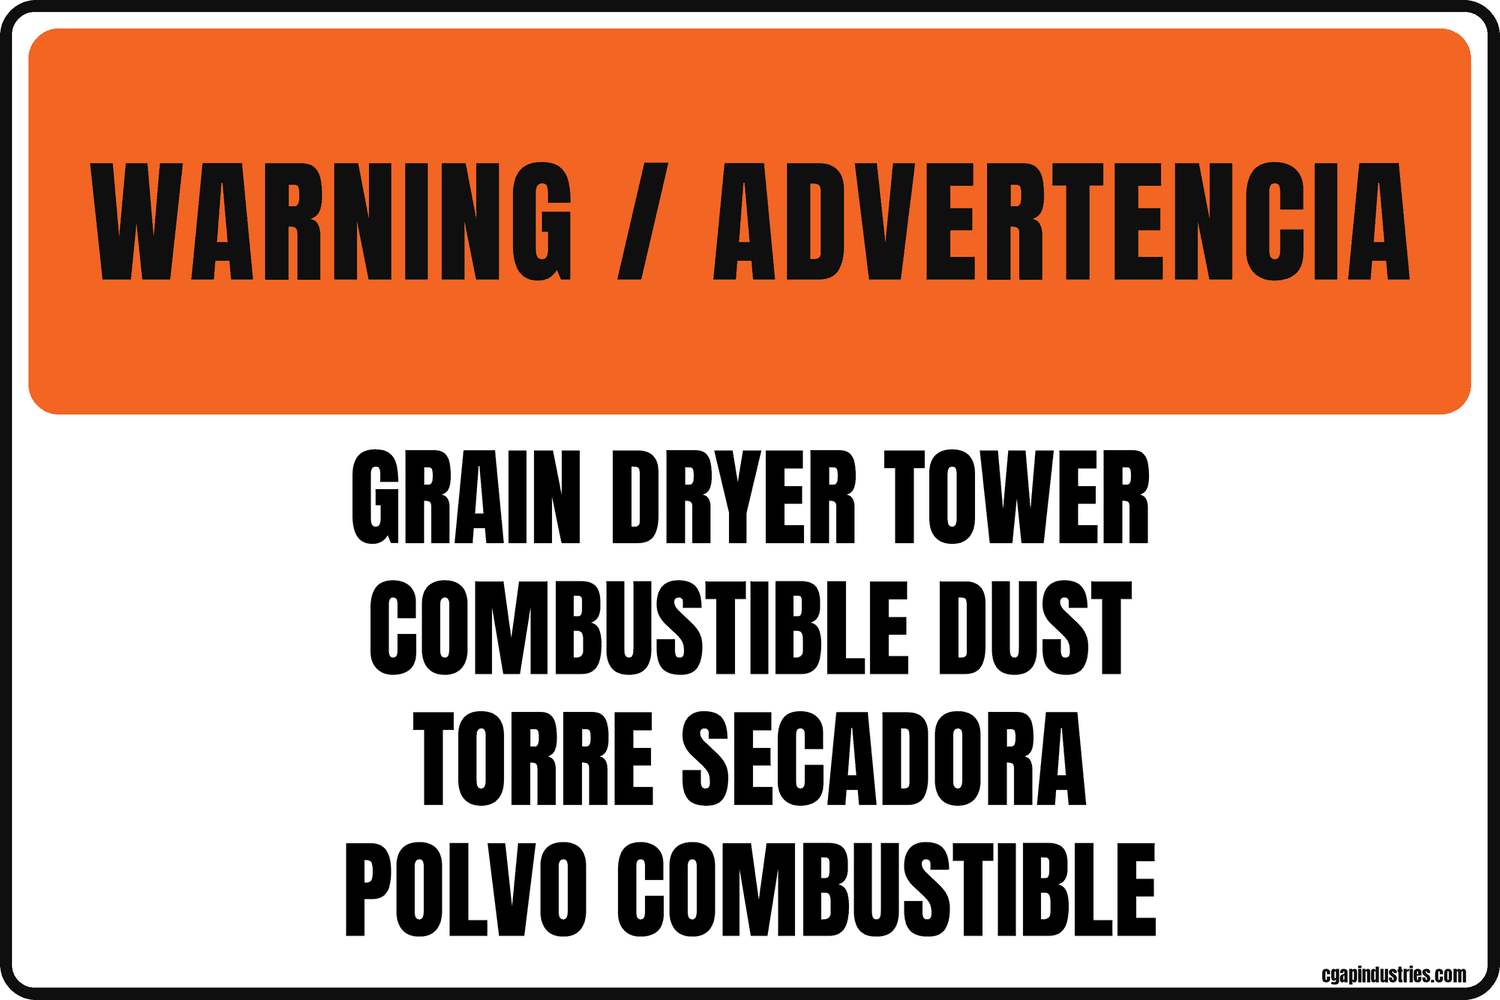 WARNING / ADVERTENCIA
GRAIN DRYER TOWER
COMBUSTIBLE DUST
TORRE SECADORA
POLVO COMBUSTIBLE
cgapindustries.com